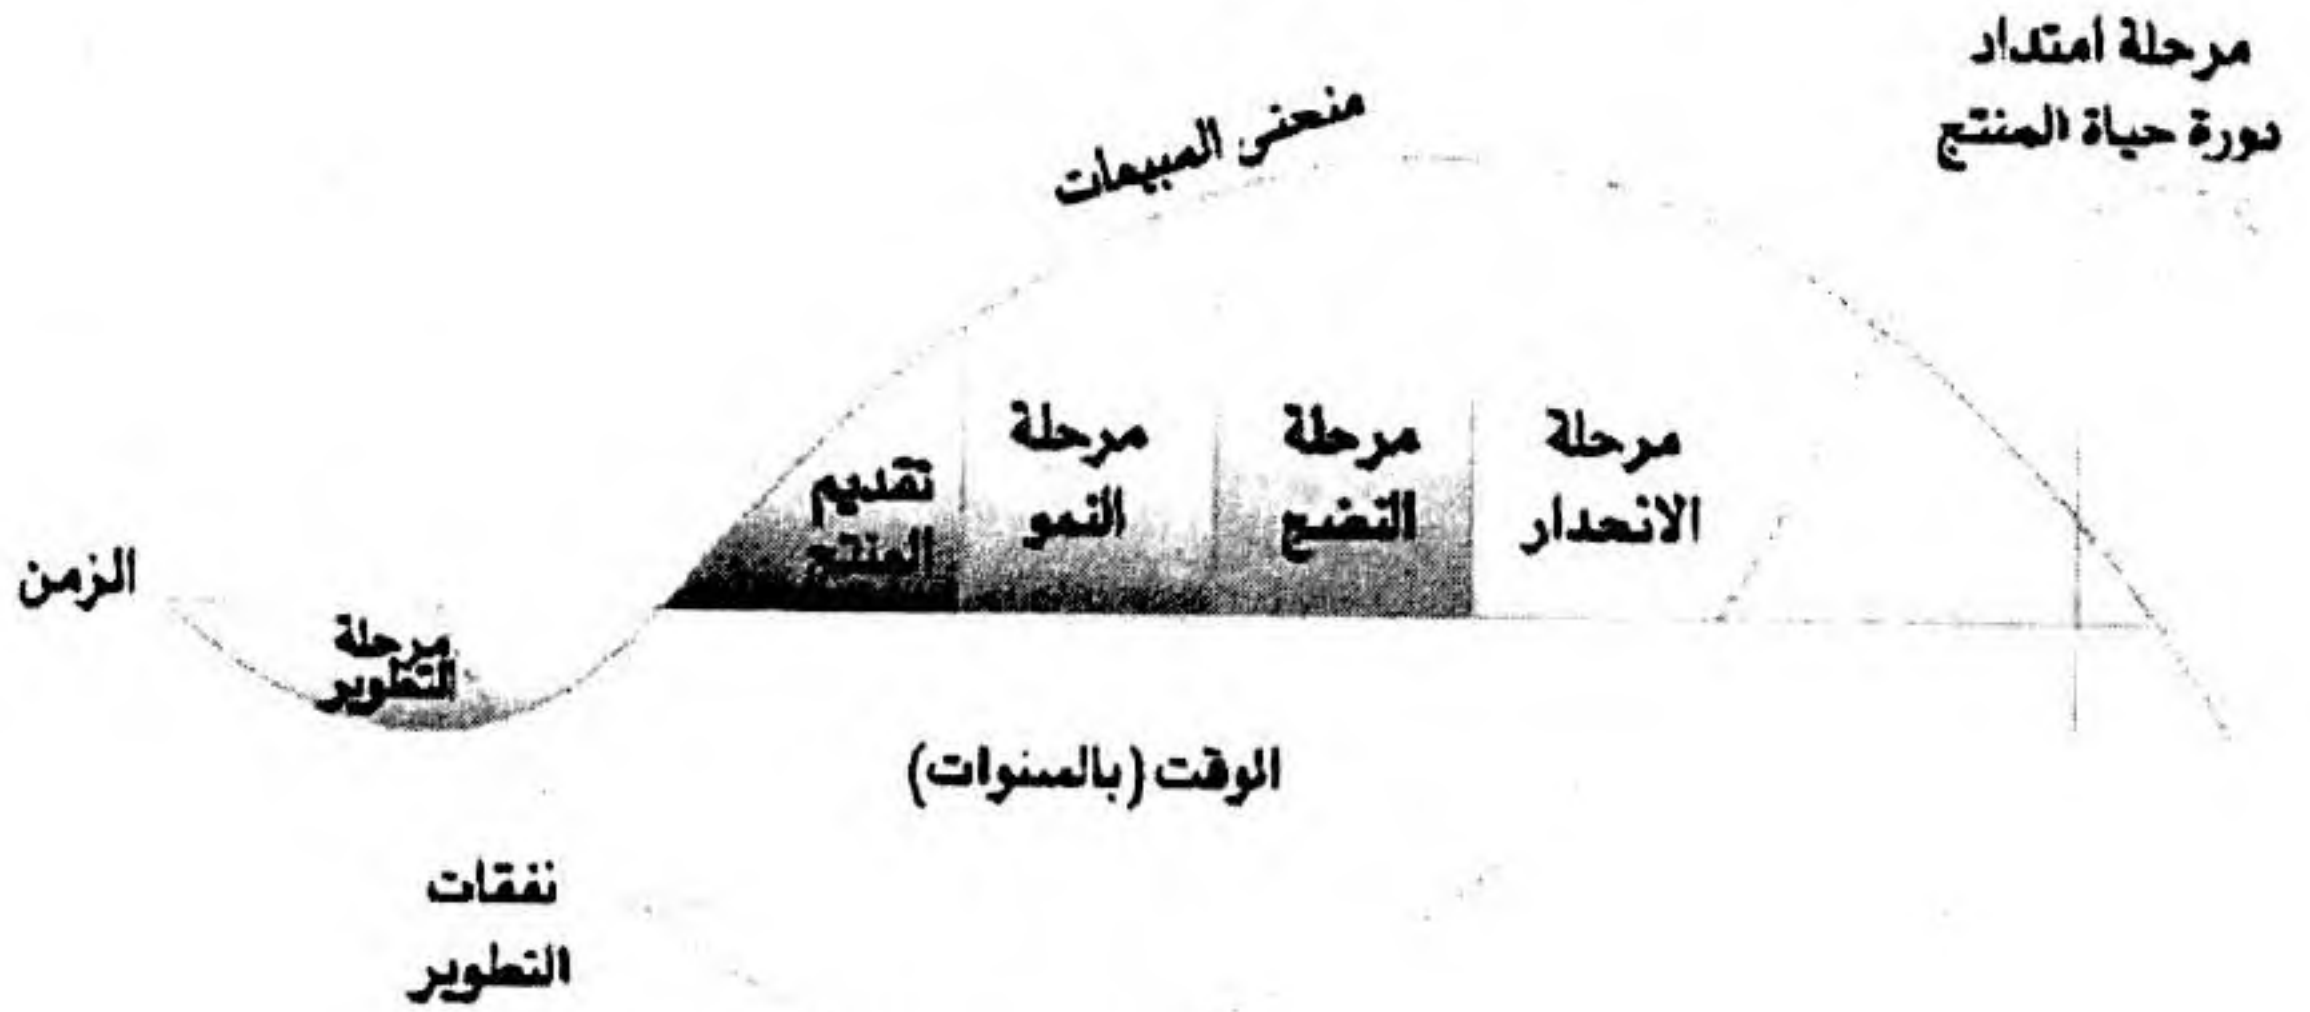 مرحلة امتداد
دورة حياة المنتج
منحنى المبيعات
الزمن
مرحلة
التطوير
تقديم
المنتج
مرحلة
النمو
مرحلة
النضج
مرحلة
الانحدار
الوقت (بالسنوات)
نفقات
التطوير